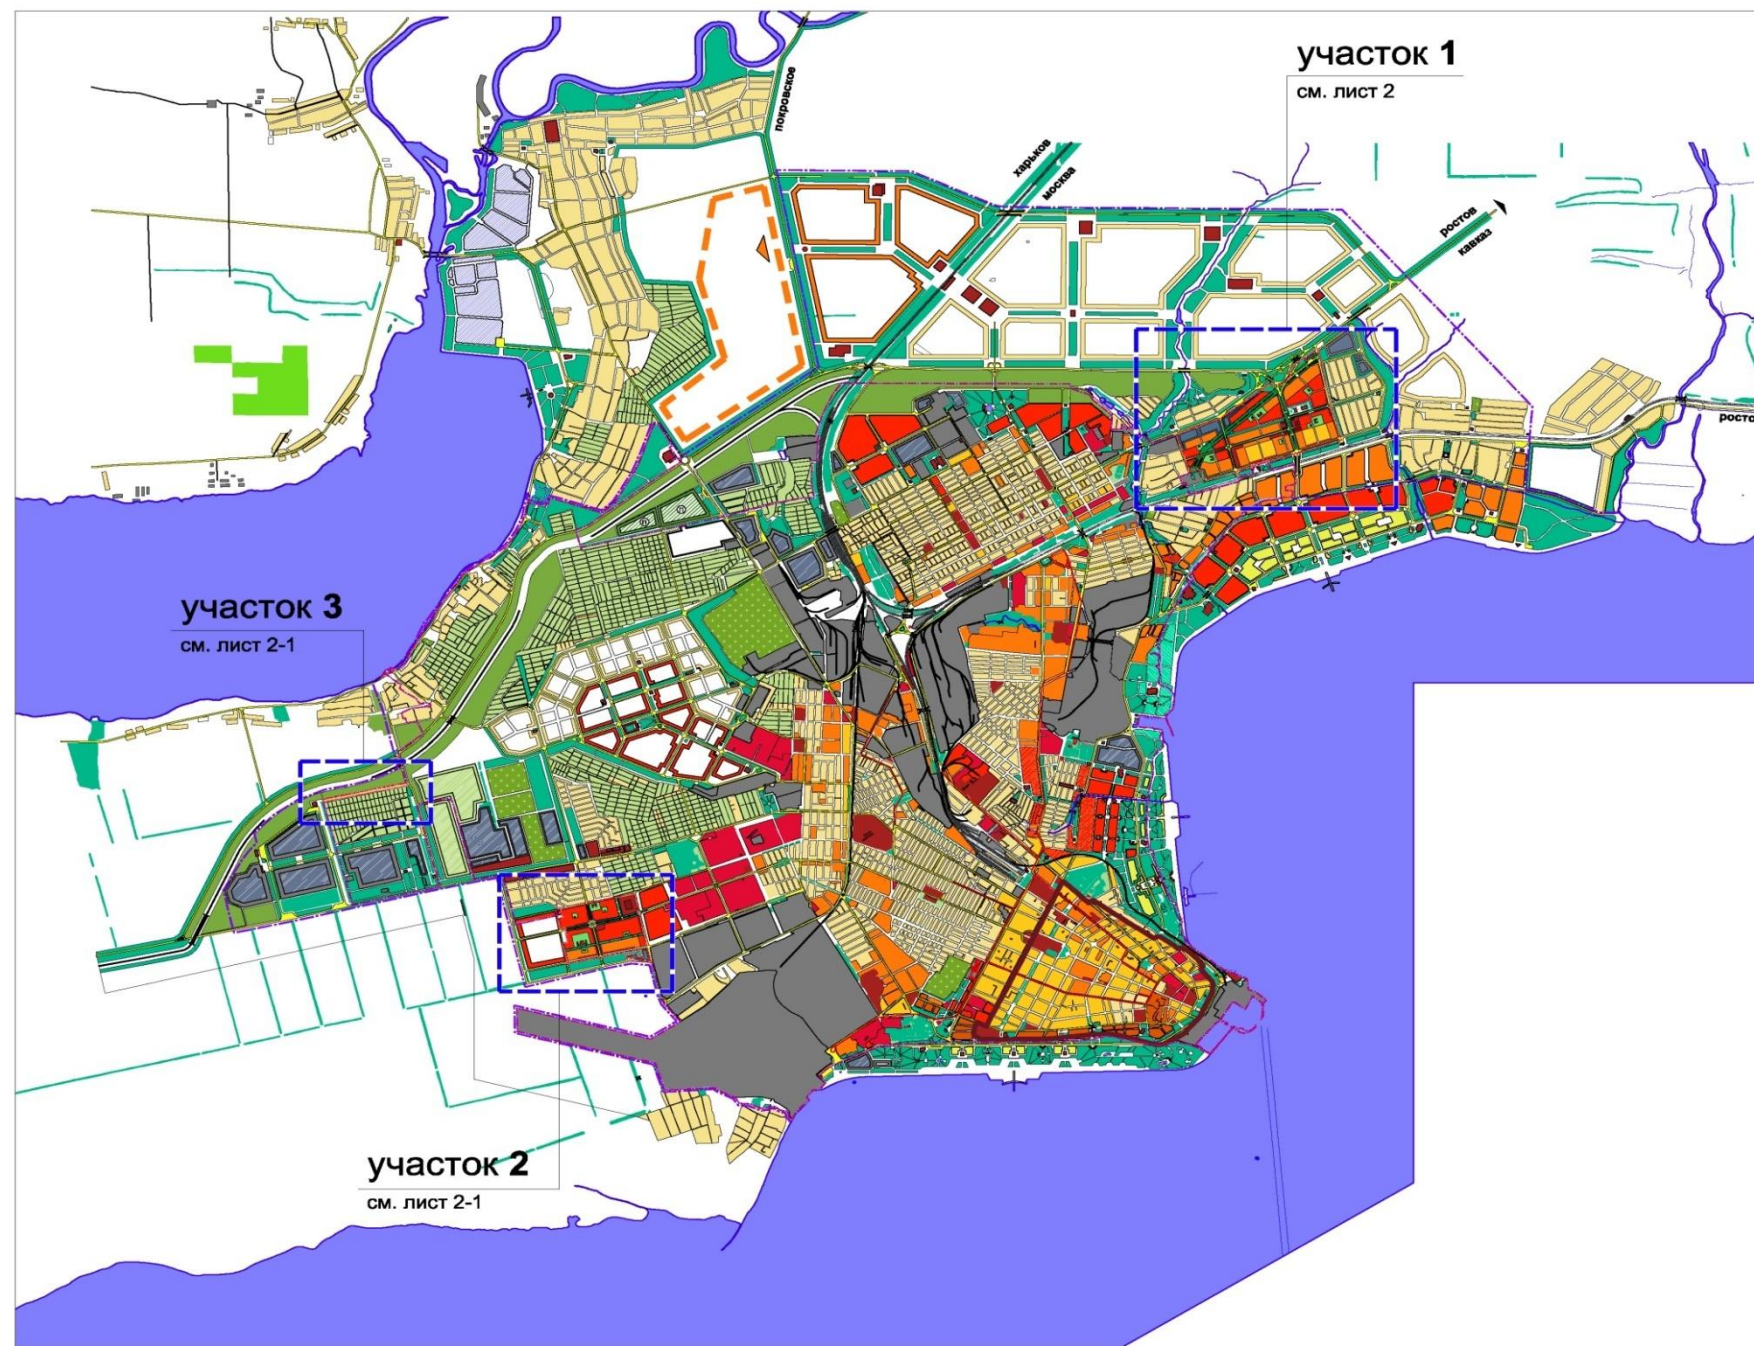 участок 1
см. лист 2
покровское
харьков
москва
ростов
кавказ
росто
участок 3
см. лист 2-1
участок 2
см. лист 2-1